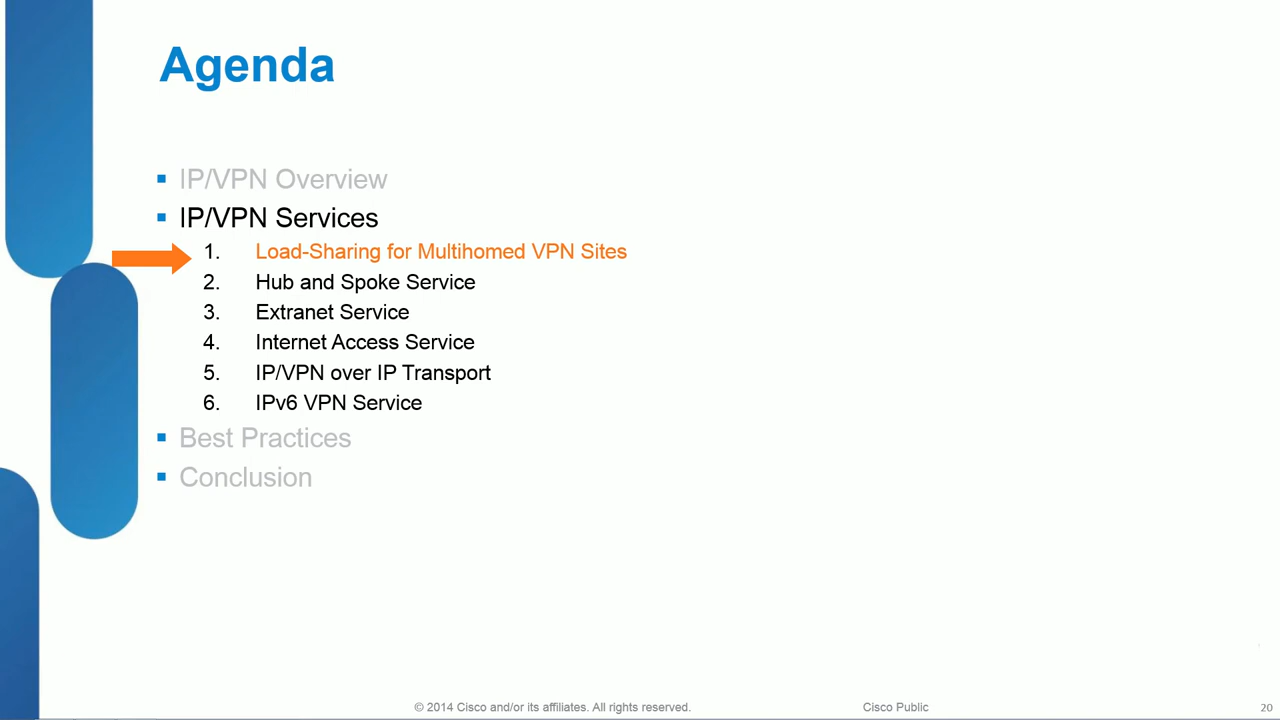 Agenda
IP/VPN Overview
IP/VPN Services
1. Load-Sharing for Multihomed VPN Sites
2. Hub and Spoke Service
3. Extranet Service
4. Internet Access Service
5. IP/VPN over IP Transport
6. IPv6 VPN Service
Best Practices
Conclusion
© 2014 Cisco and/or its affiliates. All rights reserved. Cisco Public 20